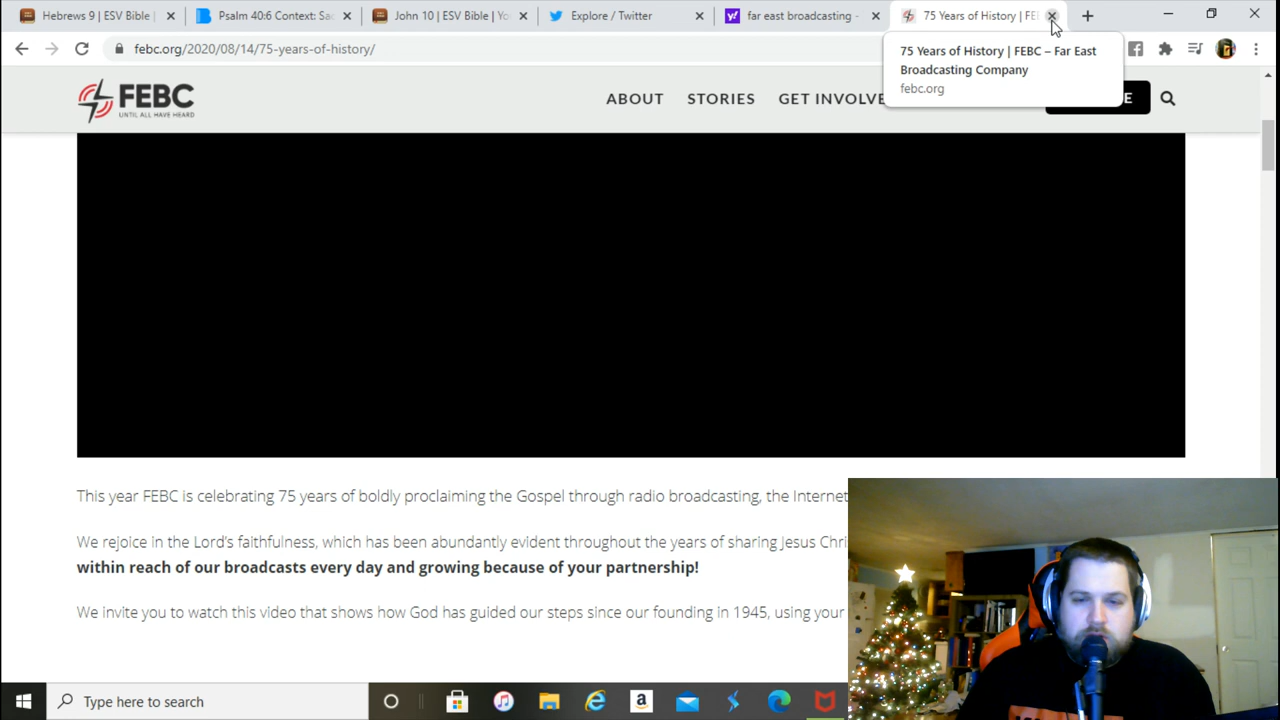 Hebrews 9 | ESV Bible |
Psalm 40:6 Context: Sac
John 10 | ESV Bible | Yo
Explore / Twitter
far east broadcasting -
75 Years of History | FE
febc.org/2020/08/14/75-years-of-history/
75 Years of History | FEBC – Far East
Broadcasting Company
febc.org
FEBC
UNTIL ALL HAVE HEARD
ABOUT STORIES GET INVOLVE E
This year FEBC is celebrating 75 years of boldly proclaiming the Gospel through radio broadcasting, the Internet
We rejoice in the Lord's faithfulness, which has been abundantly evident throughout the years of sharing Jesus Chri
within reach of our broadcasts every day and growing because of your partnership!
We invite you to watch this video that shows how God has guided our steps since our founding in 1945, using your
Type here to search